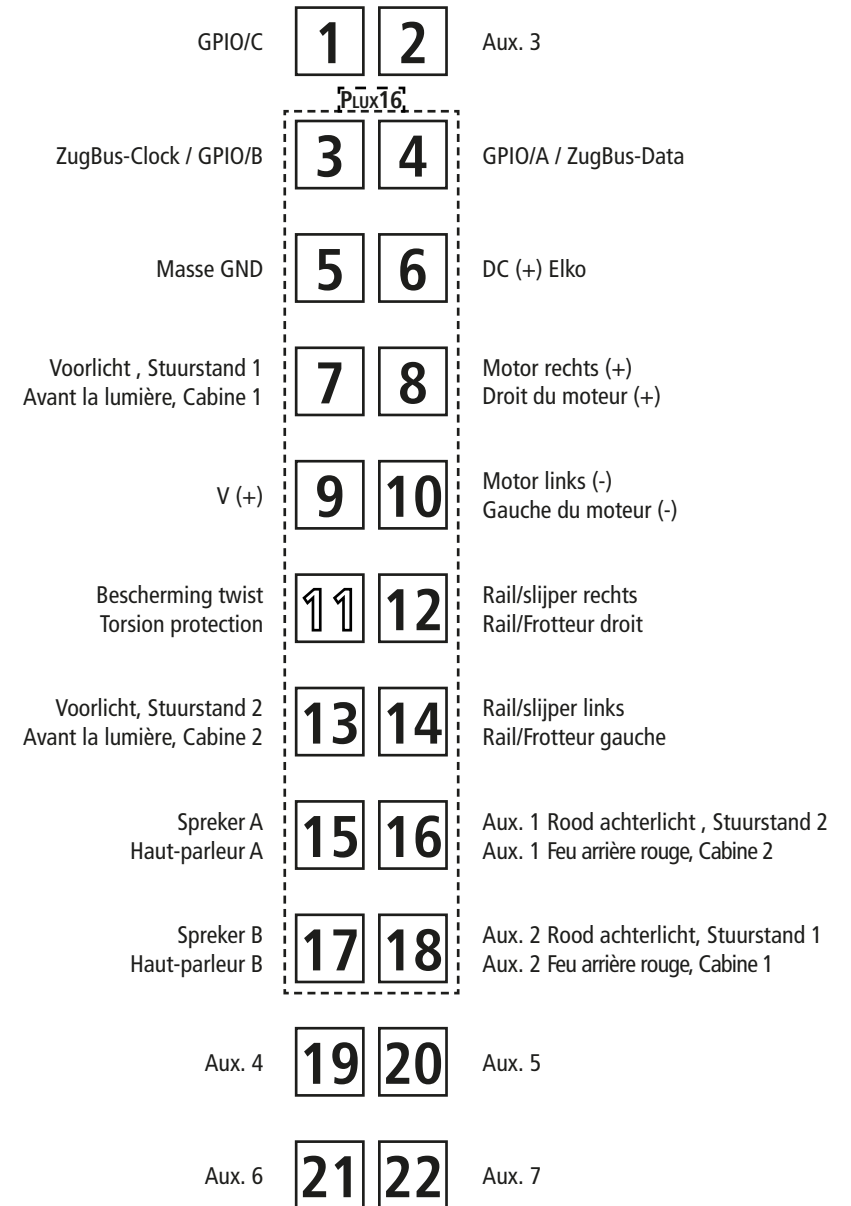 GPIO/C 1 2 Aux. 3
PLUX16
ZugBus-Clock / GPIO/B 3 4 GPIO/A / ZugBus-Data
Masse GND 5 6 DC (+) Elko
Voorlicht , Stuurstand 1
Avant la lumière, Cabine 1
7 8
Motor rechts (+)
Droit du moteur (+)
V (+) 9 10
Motor links (-)
Gauche du moteur (-)
Bescherming twist
Torsion protection
11 12
Rail/slijper rechts
Rail/Frotteur droit
Voorlicht, Stuurstand 2
Avant la lumière, Cabine 2
13 14
Rail/slijper links
Rail/Frotteur gauche
Spreker A
Haut-parleur A
15 16
Aux. 1 Rood achterlicht , Stuurstand 2
Aux. 1 Feu arrière rouge, Cabine 2
Spreker B
Haut-parleur B
17 18
Aux. 2 Rood achterlicht, Stuurstand 1
Aux. 2 Feu arrière rouge, Cabine 1
Aux. 4 19 20 Aux. 5
Aux. 6 21 22 Aux. 7